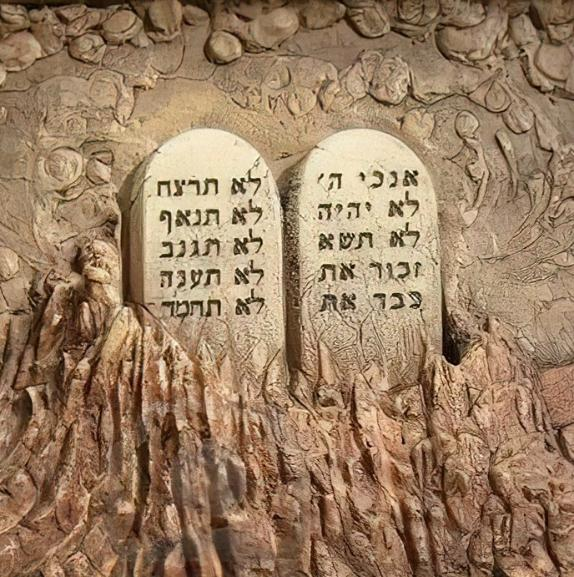 אנכי ה'
לא יהיה
לא תשא
זכור את
כבד את
לא תרצח
לא תנאף
לא תגנב
לא תענה
לא תחמד